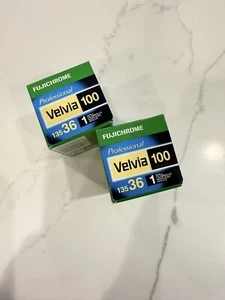 FUJICHROME
Professional
Velvia 100
135 36 1
FUJICHROME
Professional
Velvia 100
135 36 1